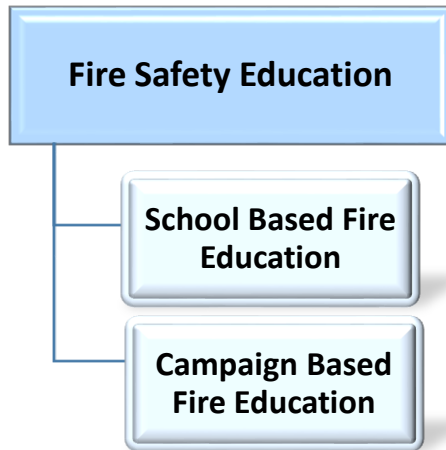 Fire Safety Education
School Based Fire
Education
Campaign Based
Fire Education